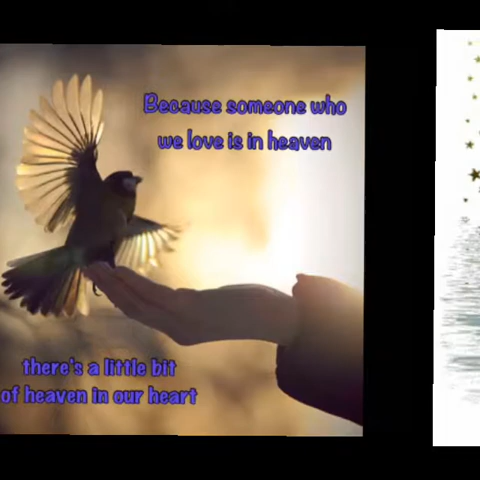 Because someone who
we love is in heaven
there's a little bit
of heaven in our heart